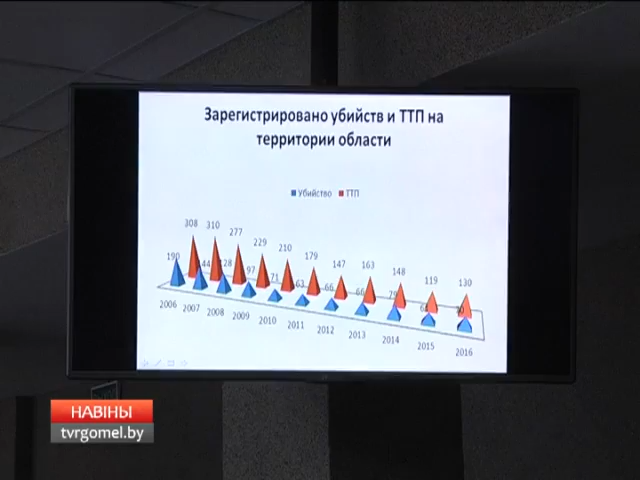 Зарегистрировано убийств и ТТП на
территории области
Убийство ТТП
308 310 277 229 210 179 147 163 148 119 130
190 144 128 97 71 63 66 66
2006 2007 2008 2009 2010 2011 2012 2013 2014 2015 2016
НАВІНЫ
tvrgomel.by